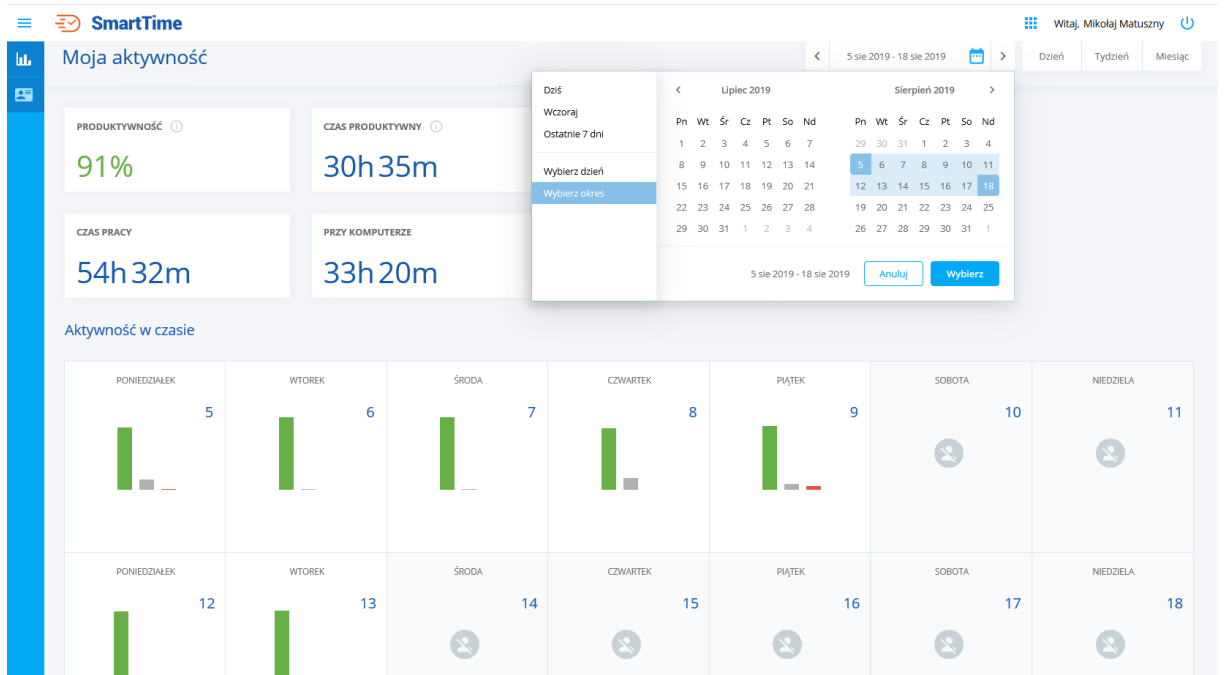 SmartTime
Witaj, Mikołaj Matuszny
Moja aktywność
5 sie 2019 - 18 sie 2019
Dzień Tydzień Miesiąc
PRODUKTYWNOŚĆ
91%
CZAS PRODUKTYWNY
30h 35m
CZAS PRACY
54h 32m
PRZY KOMPUTERZE
33h 20m
Dziś
Wczoraj
Ostatnie 7 dni
Wybierz dzień
Wybierz okres
Lipiec 2019
Pn Wt Śr Cz Pt So Nd
1 2 3 4 5 6 7
8 9 10 11 12 13 14
15 16 17 18 19 20 21
22 23 24 25 26 27 28
29 30 31 1 2 3 4
Sierpień 2019
Pn Wt Śr Cz Pt So Nd
29 30 31 1 2 3 4
5 6 7 8 9 10 11
12 13 14 15 16 17 18
19 20 21 22 23 24 25
26 27 28 29 30 31 1
5 sie 2019 - 18 sie 2019
Anuluj
Wybierz
Aktywność w czasie
PONIEDZIAŁEK WTOREK ŚRODA CZWARTEK PIĄTEK SOBOTA NIEDZIELA
5 6 7 8 9 10 11
PONIEDZIAŁEK WTOREK ŚRODA CZWARTEK PIĄTEK SOBOTA NIEDZIELA
12 13 14 15 16 17 18